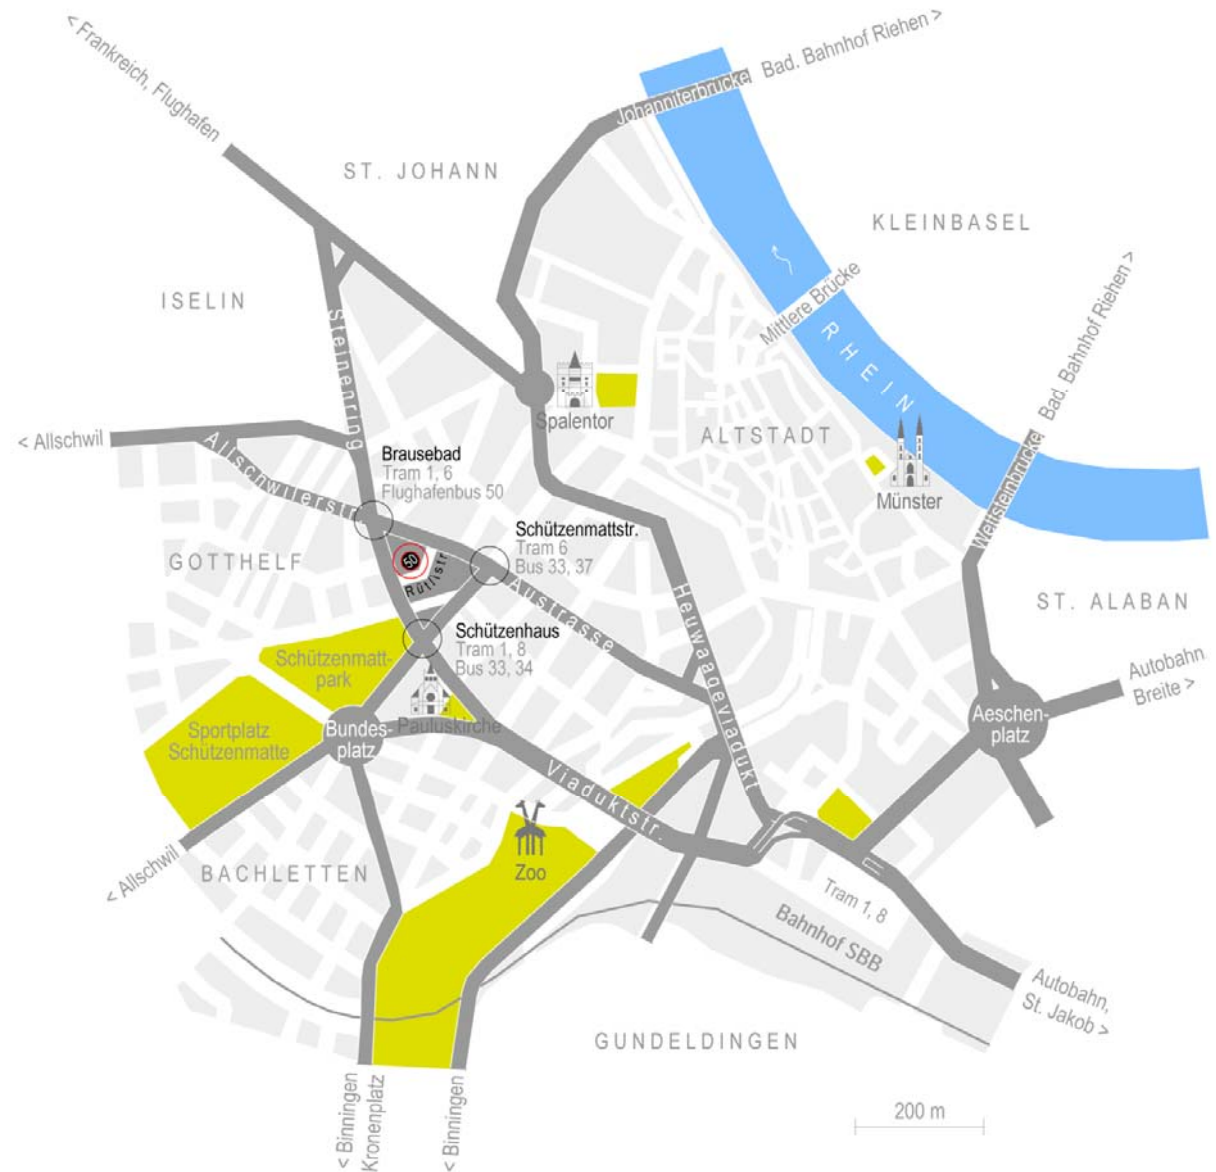 < Frankreich, Flughafen
Bad. Bahnhof Riehen >
Johanniterbrücke
ST. JOHANN
KLEINBASEL
ISELIN
Mittlere Brücke
Bad. Bahnhof Riehen >
RHEIN
Steinenring
Spalentor
ALTSTADT
< Allschwil
Allschwilerstr.
Brausebad
Tram 1, 6
Flughafenbus 50
Münster
Wettsteinbrücke
Schützenmattstr.
Tram 6
Bus 33, 37
GOTTHELF
50
Rütlistr.
Austrasse
Heuwaageviadukt
ST. ALABAN
Schützenhaus
Tram 1, 8
Bus 33, 34
Schützenmatt-
park
Autobahn
Breite >
Sportplatz
Schützenmatte
Bundes-
platz
Pauluskirche
Aeschen-
platz
Viaduktstr.
Zoo
< Allschwil
BACHLETTEN
Tram 1, 8
Bahnhof SBB
Autobahn,
St. Jakob >
GUNDELDINGEN
< Binningen
Kronenplatz
< Binningen
200 m